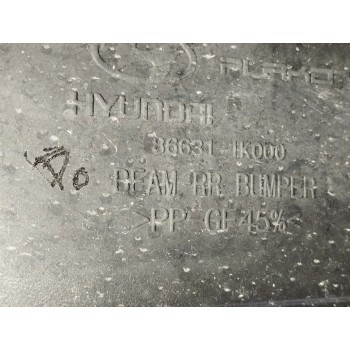 HYUNDAI
86631-1K000
BEAM RR BUMPER
>PP GF45%<